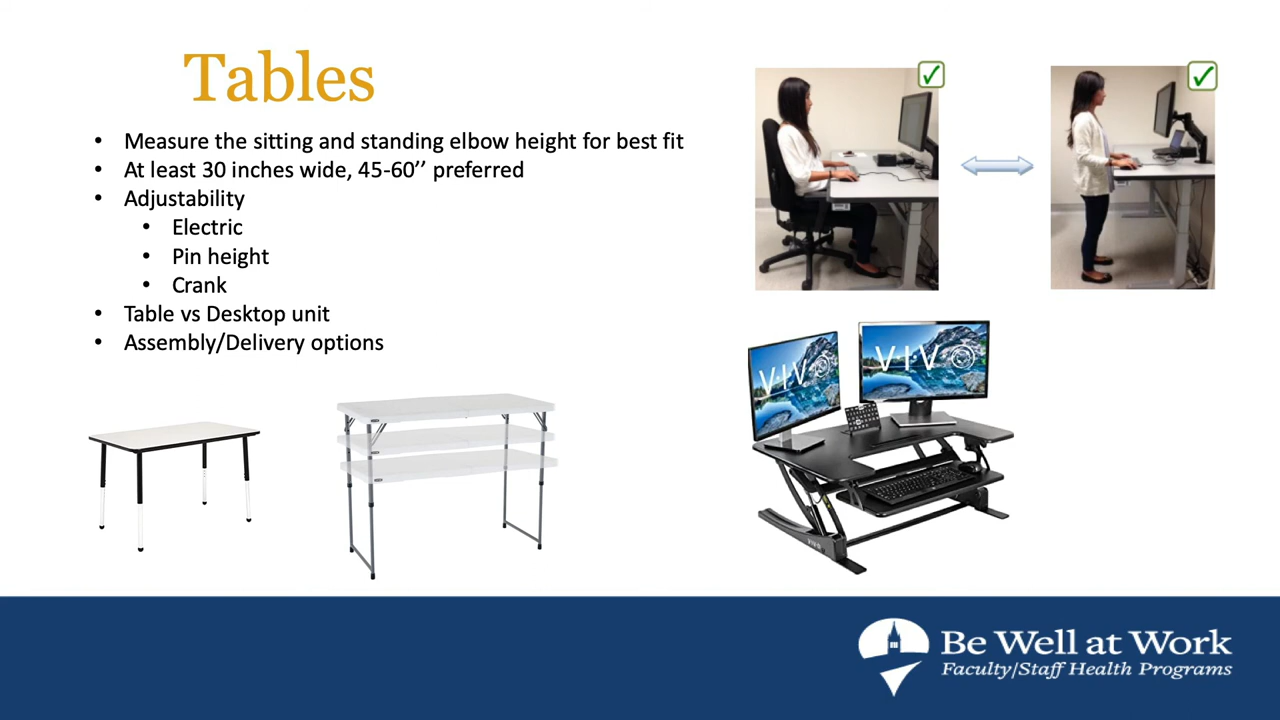 Tables
• Measure the sitting and standing elbow height for best fit
• At least 30 inches wide, 45-60’’ preferred
• Adjustability
• Electric
• Pin height
• Crank
• Table vs Desktop unit
• Assembly/Delivery options
VIVO
VIVO
Be Well at Work
Faculty/Staff Health Programs